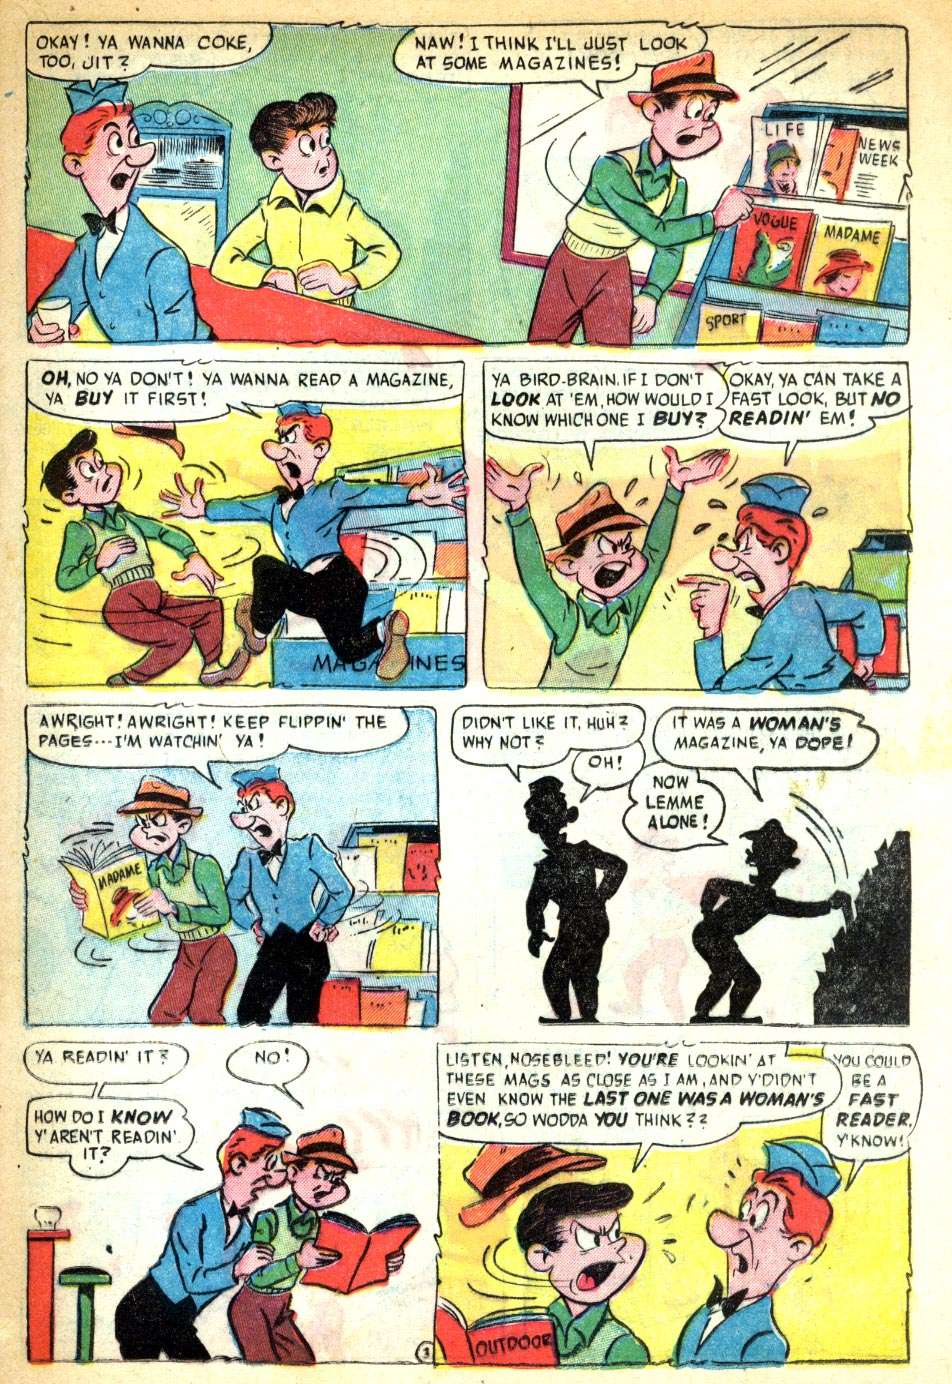 OKAY! YA WANNA COKE,
TOO, JIT?
NAW! I THINK I'LL JUST LOOK
AT SOME MAGAZINES!
LIFE
NEWS
WEEK
VOGUE
MADAME
SPORT
OH, NO YA DON'T! YA WANNA READ A MAGAZINE,
YA BUY IT FIRST!
MAGAZINES
YA BIRD-BRAIN. IF I DON'T
LOOK AT 'EM, HOW WOULD I
KNOW WHICH ONE I BUY?
OKAY, YA CAN TAKE A
FAST LOOK, BUT NO
READIN' EM!
AWRIGHT! AWRIGHT! KEEP FLIPPIN' THE
PAGES---I'M WATCHIN' YA!
MADAME
DIDN'T LIKE IT, HUH?
WHY NOT?
OH!
IT WAS A WOMAN'S
MAGAZINE, YA DOPE!
NOW
LEMME
ALONE!
YA READIN' IT?
NO!
HOW DO I KNOW
Y'AREN'T READIN'
IT?
3
LISTEN, NOSEBLEED! YOU'RE LOOKIN' AT
THESE MAGS AS CLOSE AS I AM, AND Y'DIDN'T
EVEN KNOW THE LAST ONE WAS A WOMAN'S
BOOK, SO WODDA YOU THINK??
YOU COULD
BE A
FAST
READER,
Y'KNOW!
OUTDOOR